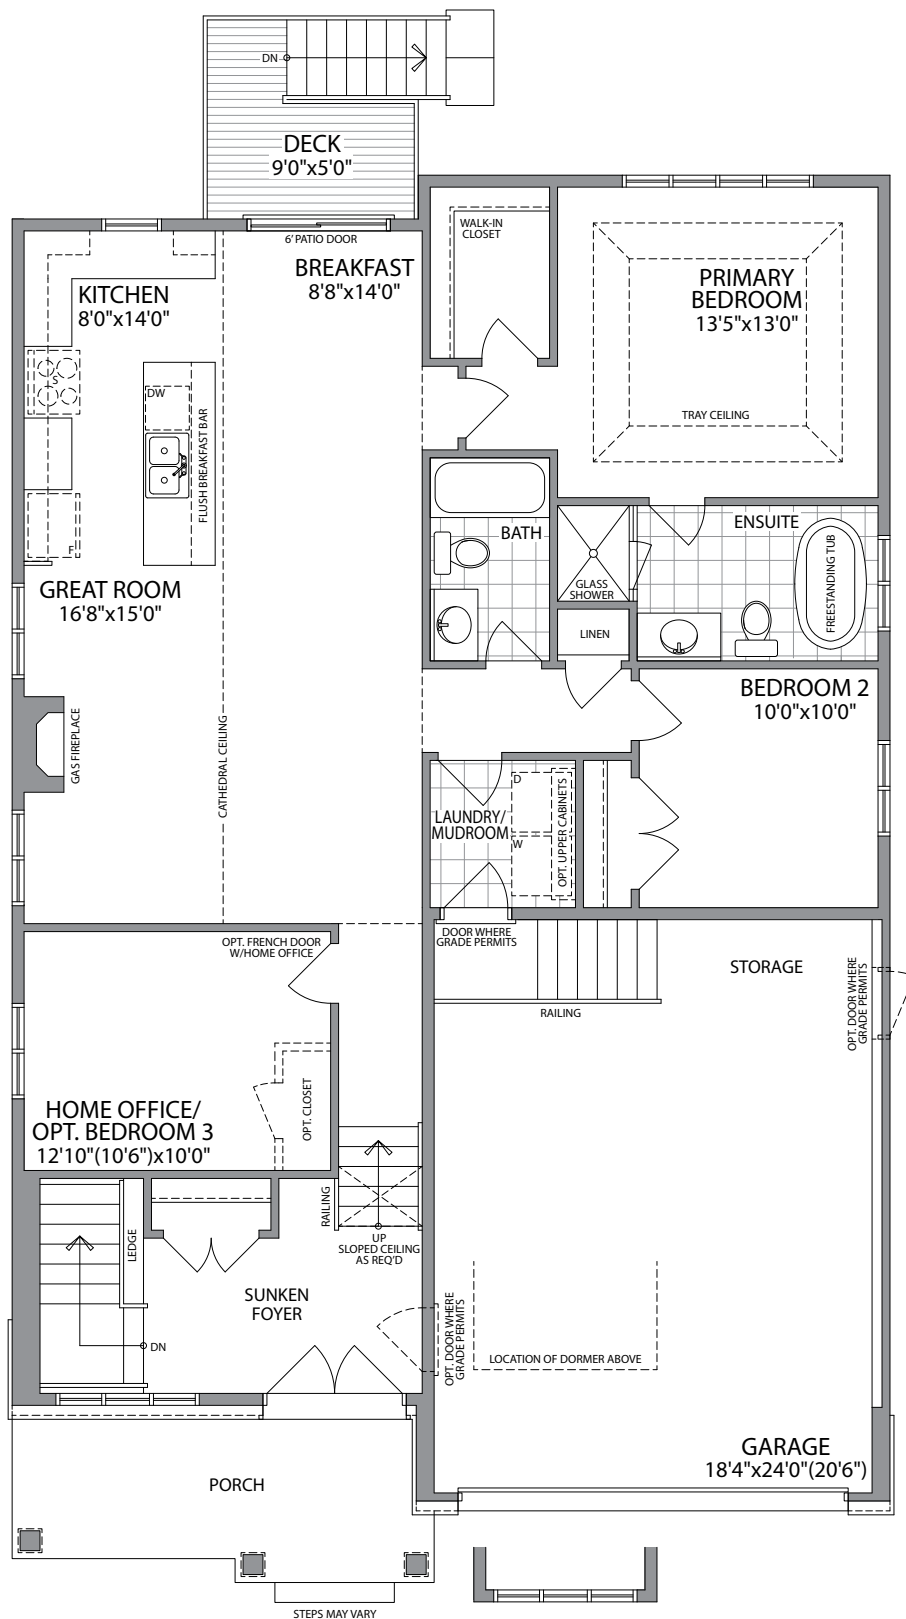 DN
DECK
9'0"x5'0"
6' PATIO DOOR
WALK-IN
CLOSET
BREAKFAST
8'8"x14'0"
KITCHEN
8'0"x14'0"
PRIMARY
BEDROOM
13'5"x13'0"
TRAY CEILING
S
DW
FLUSH BREAKFAST BAR
F
BATH
ENSUITE
GLASS
SHOWER
FREESTANDING TUB
LINEN
GREAT ROOM
16'8"x15'0"
GAS FIREPLACE
CATHEDRAL CEILING
BEDROOM 2
10'0"x10'0"
LAUNDRY/
MUDROOM
D
W
OPT. UPPER CABINETS
OPT. FRENCH DOOR
W/HOME OFFICE
DOOR WHERE
GRADE PERMITS
RAILING
STORAGE
OPT. DOOR WHERE
GRADE PERMITS
HOME OFFICE/
OPT. BEDROOM 3
12'10"(10'6")x10'0"
OPT. CLOSET
RAILING
UP
SLOPED CEILING
AS REQ'D
LEDGE
DN
SUNKEN
FOYER
OPT. DOOR WHERE
GRADE PERMITS
LOCATION OF DORMER ABOVE
GARAGE
18'4"x24'0"(20'6")
PORCH
STEPS MAY VARY